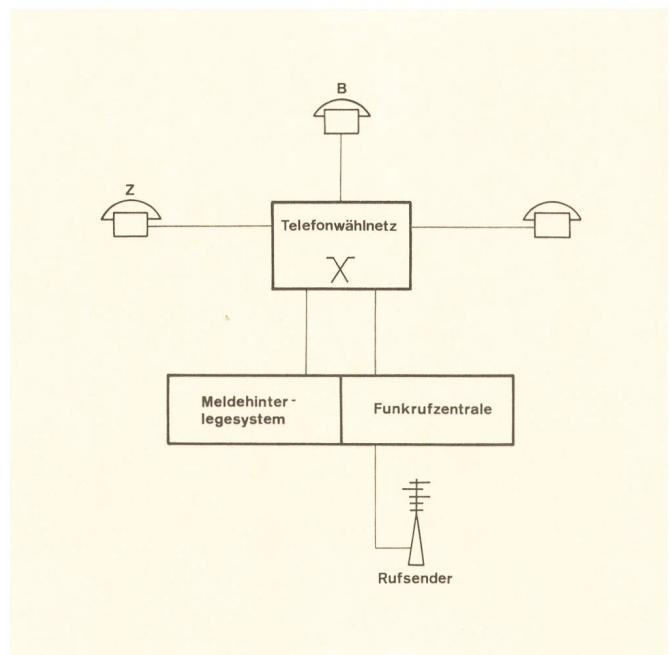 B
Z
Telefonwählnetz
Meldehinter-
legesystem
Funkrufzentrale
Rufsender